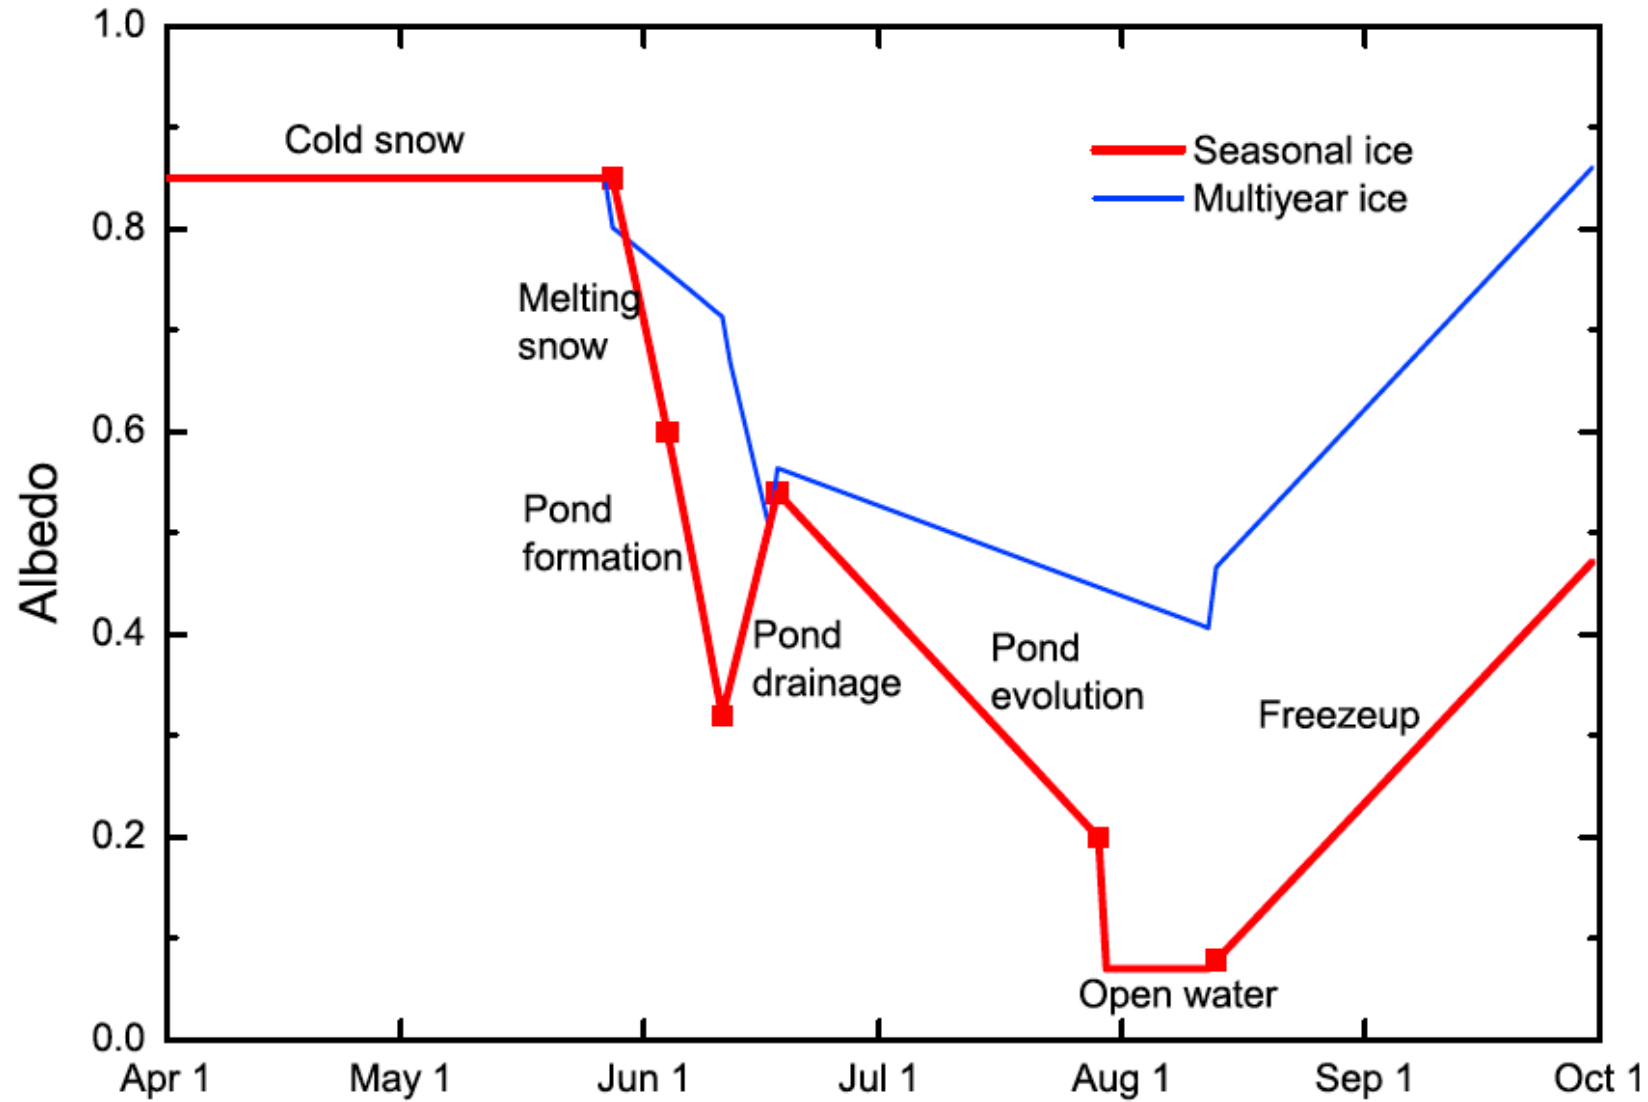 1.0
0.8
0.6
0.4
0.2
0.0
Albedo
Apr 1
May 1
Jun 1
Jul 1
Aug 1
Sep 1
Oct 1
Cold snow
Seasonal ice
Multiyear ice
Melting
snow
Pond
formation
Pond
drainage
Pond
evolution
Freezeup
Open water